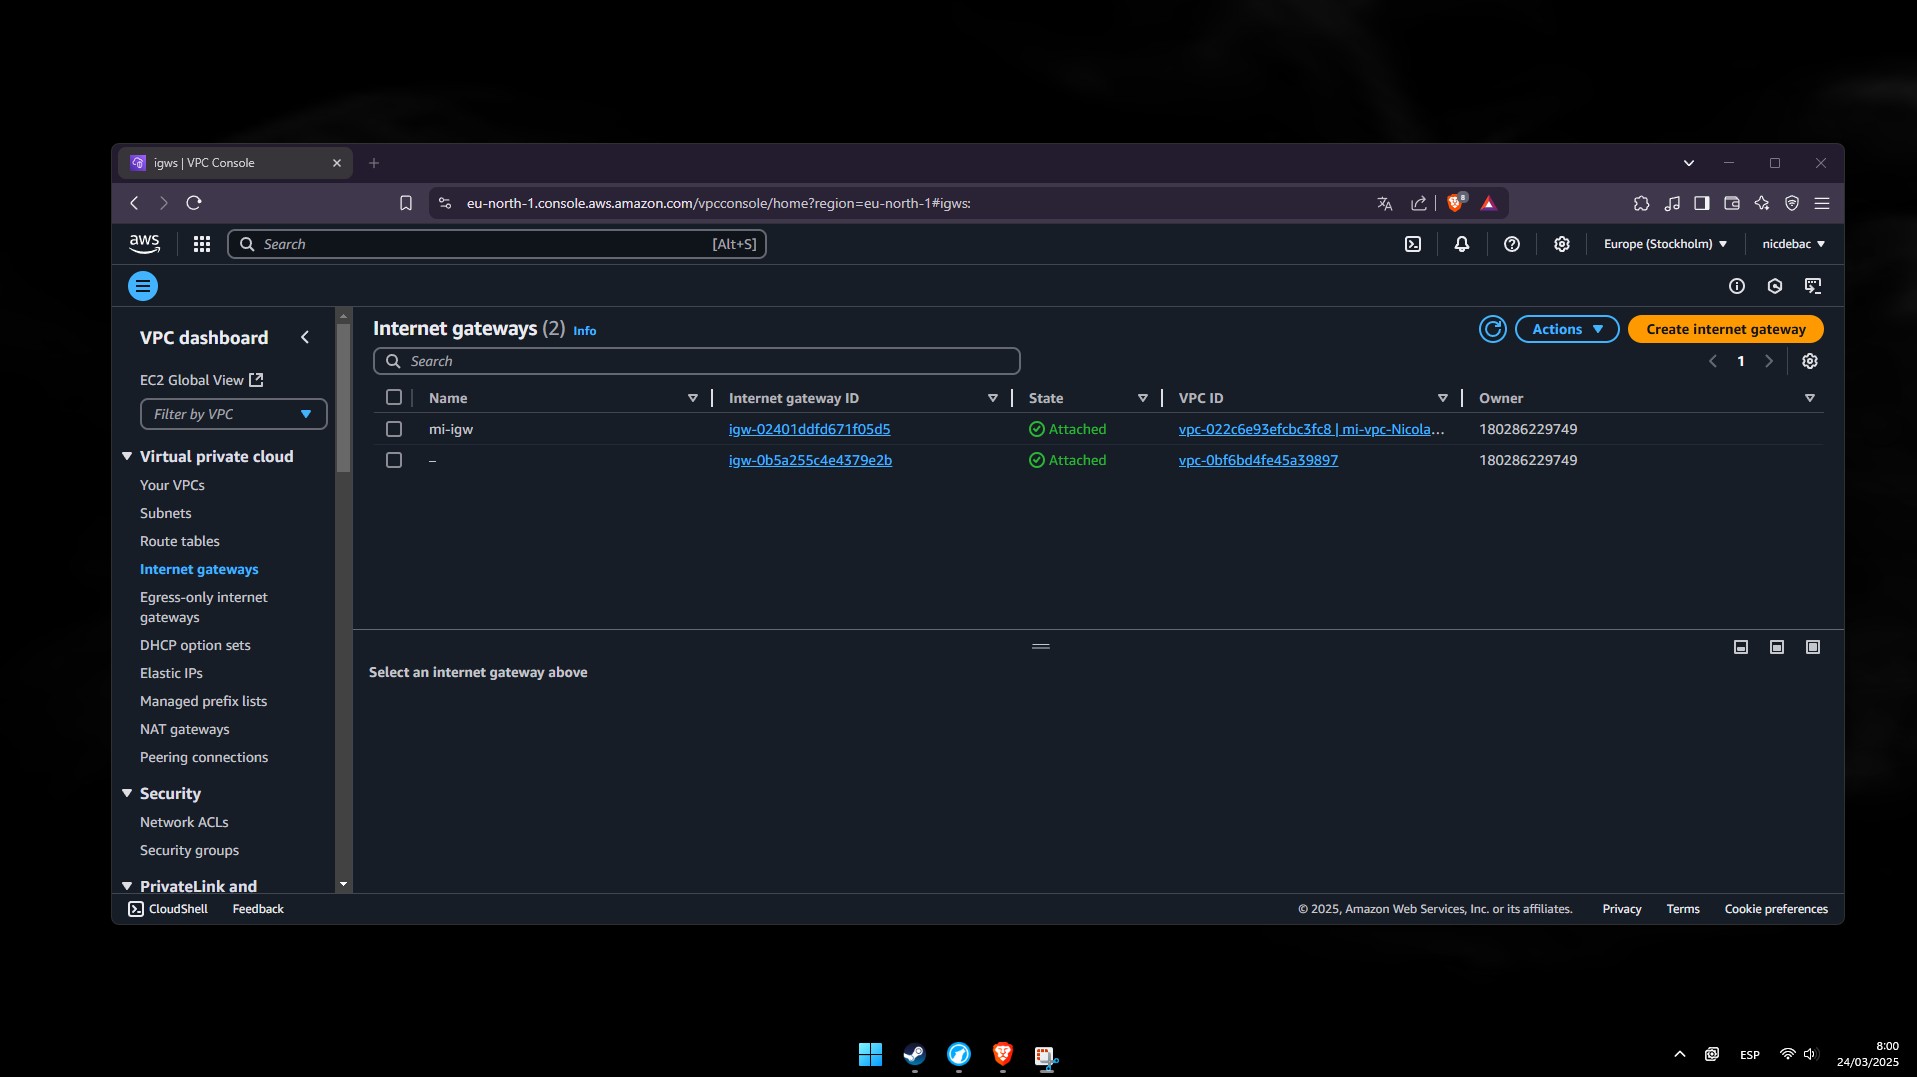 igws | VPC Console
eu-north-1.console.aws.amazon.com/vpcconsole/home?region=eu-north-1#igws:
8
aws
Search [Alt+S]
Europe (Stockholm)
nicdebac
VPC dashboard
EC2 Global View
Filter by VPC
Virtual private cloud
Your VPCs
Subnets
Route tables
Internet gateways
Egress-only internet
gateways
DHCP option sets
Elastic IPs
Managed prefix lists
NAT gateways
Peering connections
Security
Network ACLs
Security groups
PrivateLink and
Internet gateways (2) Info
Actions
Create internet gateway
Search
1
Name Internet gateway ID State VPC ID Owner
mi-igw igw-02401ddfd671f05d5 Attached vpc-022c6e93efcbc3fc8 | mi-vpc-Nicola... 180286229749
– igw-0b5a255c4e4379e2b Attached vpc-0bf6bd4fe45a39897 180286229749
Select an internet gateway above
CloudShell Feedback
© 2025, Amazon Web Services, Inc. or its affiliates. Privacy Terms Cookie preferences
ESP
8:00
24/03/2025